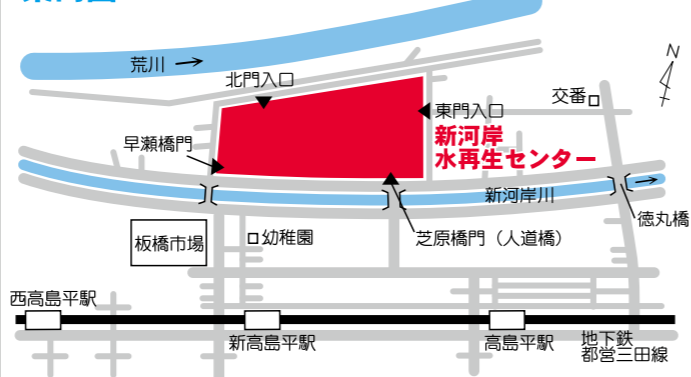 荒川
N
北門入口
交番
東門入口
新河岸
水再生センター
早瀬橋門
新河岸川
徳丸橋
板橋市場
幼稚園
芝原橋門（人道橋）
西高島平駅
新高島平駅
高島平駅
地下鉄
都営三田線